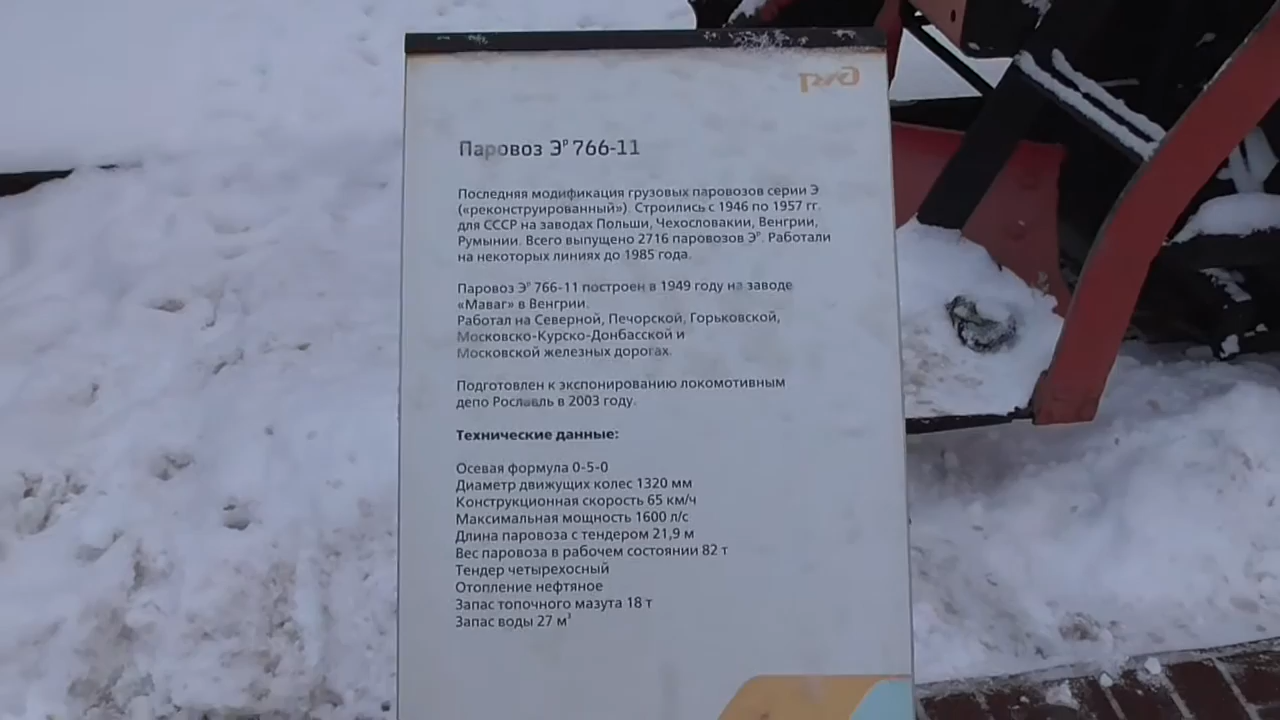 Паровоз Эᵖ 766-11
Последняя модификация грузовых паровозов серии Э
(«реконструированный»). Строились с 1946 по 1957 гг.
для СССР на заводах Польши, Чехословакии, Венгрии,
Румынии. Всего выпущено 2716 паровозов Эᵖ. Работали
на некоторых линиях до 1985 года.
Паровоз Эᵖ 766-11 построен в 1949 году на заводе
«Маваг» в Венгрии.
Работал на Северной, Печорской, Горьковской,
Московско-Курско-Донбасской и
Московской железных дорогах.
Подготовлен к экспонированию локомотивным
депо Рославль в 2003 году.
Технические данные:
Осевая формула 0-5-0
Диаметр движущих колес 1320 мм
Конструкционная скорость 65 км/ч
Максимальная мощность 1600 л/с
Длина паровоза с тендером 21,9 м
Вес паровоза в рабочем состоянии 82 т
Тендер четырехосный
Отопление нефтяное
Запас топочного мазута 18 т
Запас воды 27 м³